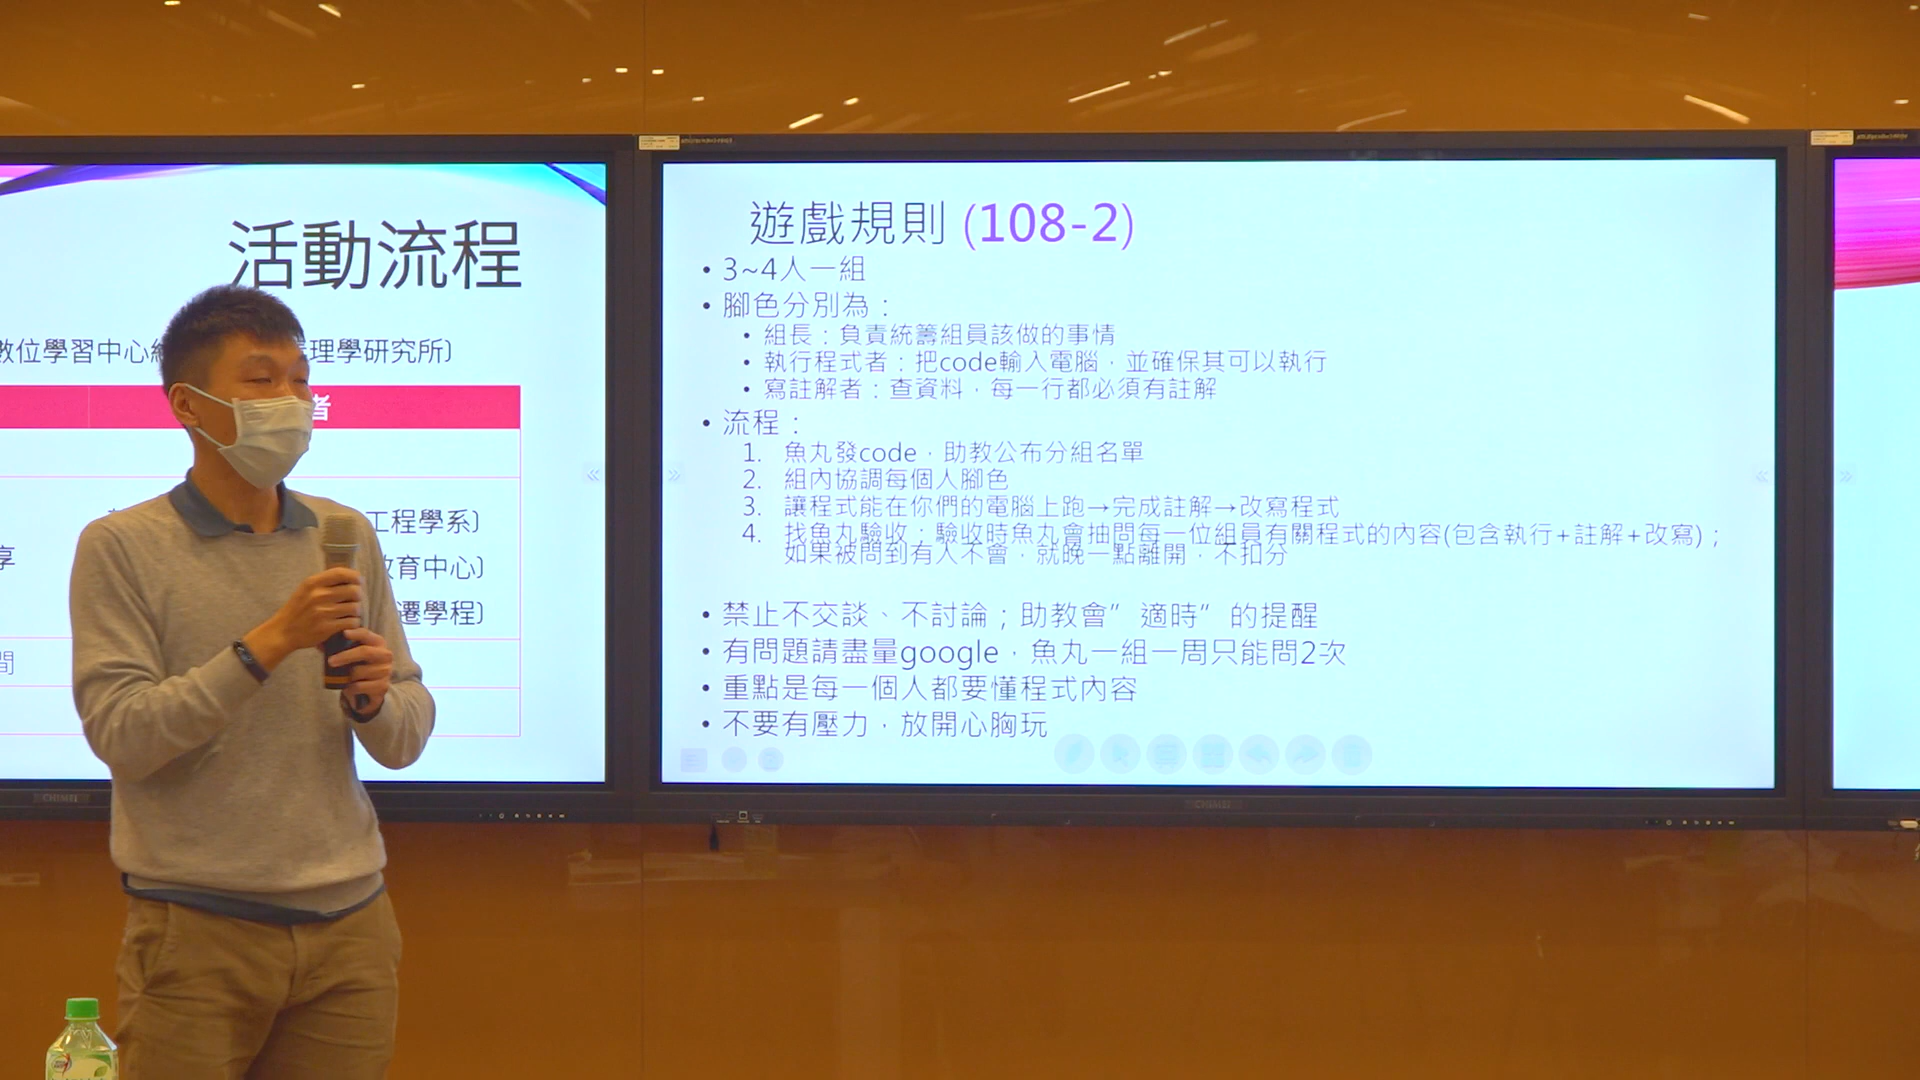 活動流程
數位學習中心
理學研究所)
者
工程學系)
享
教育中心)
遷學程)
間
CHIMEI
遊戲規則 (108-2)
• 3~4人一組
• 腳色分別為：
• 組長：負責統籌組員該做的事情
• 執行程式者：把code輸入電腦，並確保其可以執行
• 寫註解者：查資料，每一行都必須有註解
• 流程：
1. 魚丸發code，助教公布分組名單
2. 組內協調每個人腳色
3. 讓程式能在你們的電腦上跑→完成註解→改寫程式
4. 找魚丸驗收；驗收時魚丸會抽問每一位組員有關程式的內容(包含執行+註解+改寫)；
如果被問到有人不會，就晚一點離開，不扣分
• 禁止不交談、不討論；助教會”適時”的提醒
• 有問題請盡量google，魚丸一組一周只能問2次
• 重點是每一個人都要懂程式內容
• 不要有壓力，放開心胸玩
CHIMEI